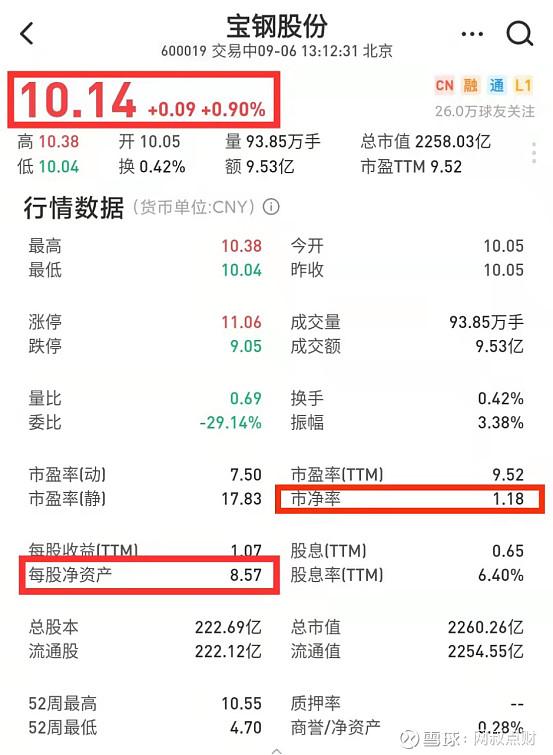 宝钢股份
600019 交易中09-06 13:12:31 北京
10.14 +0.09 +0.90%
CN 融 通 L1
26.0万球友关注
高 10.38 开 10.05 量 93.85万手 总市值 2258.03亿
低 10.04 换 0.42% 额 9.53亿 市盈TTM 9.52
行情数据 (货币单位:CNY)
最高 10.38 今开 10.05
最低 10.04 昨收 10.05
涨停 11.06 成交量 93.85万手
跌停 9.05 成交额 9.53亿
量比 0.69 换手 0.42%
委比 -29.14% 振幅 3.38%
市盈率(动) 7.50 市盈率(TTM) 9.52
市盈率(静) 17.83 市净率 1.18
每股收益(TTM) 1.07 股息(TTM) 0.65
每股净资产 8.57 股息率(TTM) 6.40%
总股本 222.69亿 总市值 2260.26亿
流通股 222.12亿 流通值 2254.55亿
52周最高 10.55 质押率 --
52周最低 4.70 商誉/净资产 0.28%
雪球:网叔点财